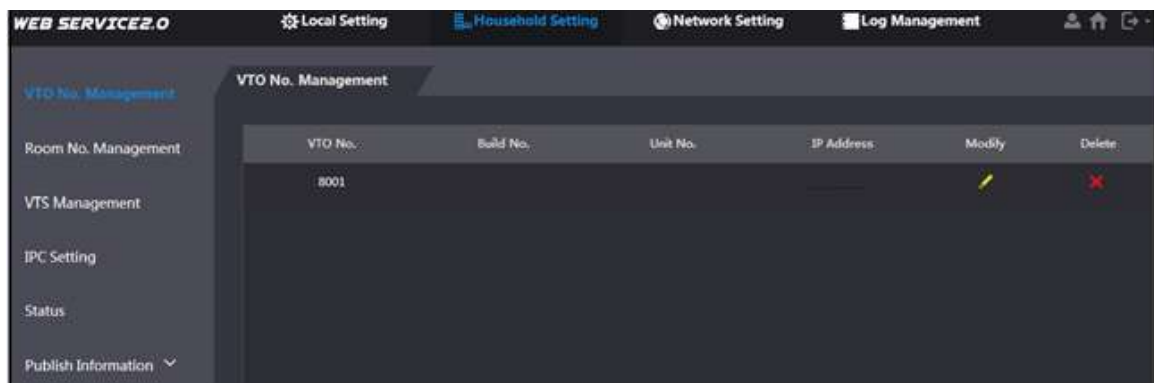 WEB SERVICE2.0 Local Setting Household Setting Network Setting Log Management
VTO No. Management
VTO No. Management
Room No. Management
VTS Management
IPC Setting
Status
Publish Information
VTO No. Build No. Unit No. IP Address Modify Delete
8001